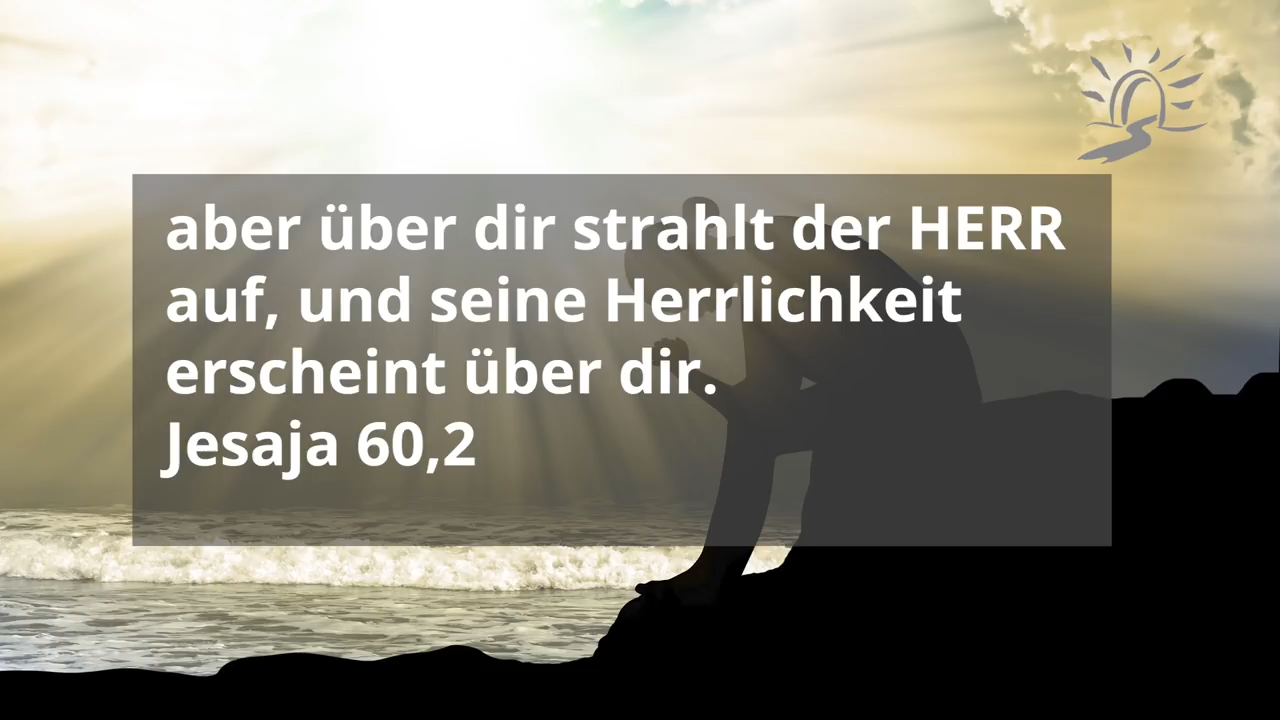 aber über dir strahlt der HERR
auf, und seine Herrlichkeit
erscheint über dir.
Jesaja 60,2